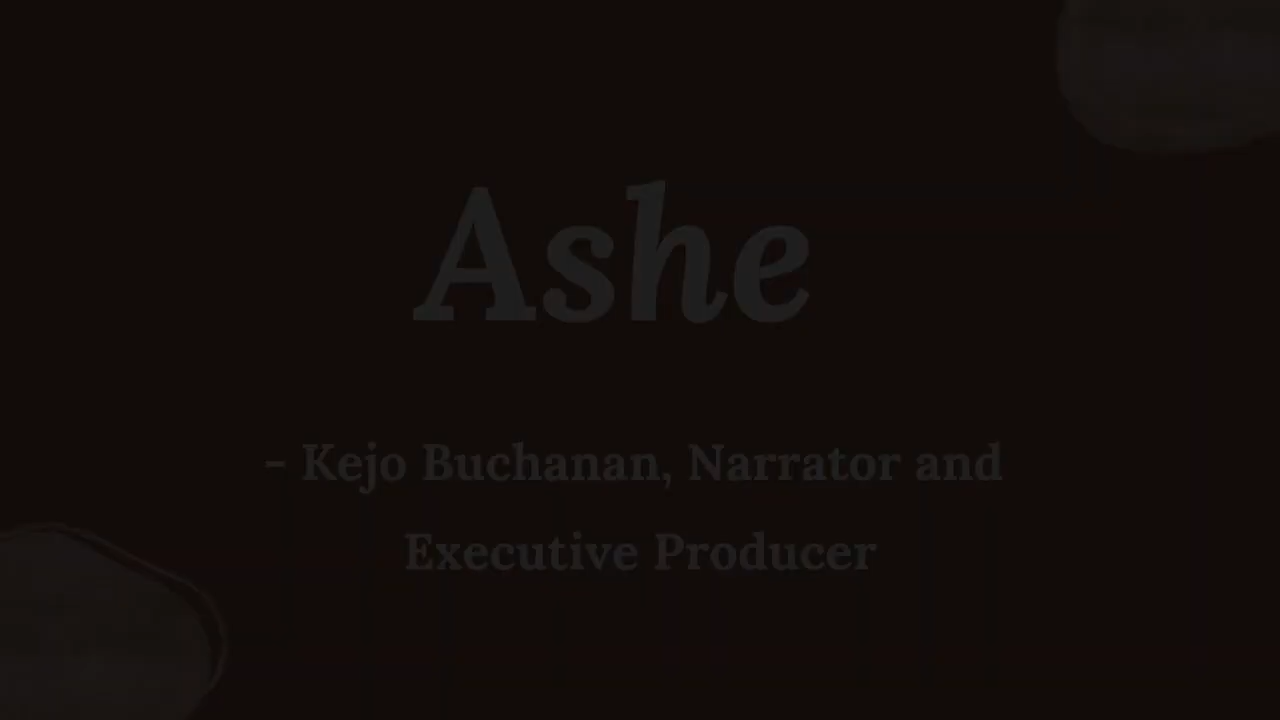 Ashe
- Kejo Buchanan, Narrator and
Executive Producer